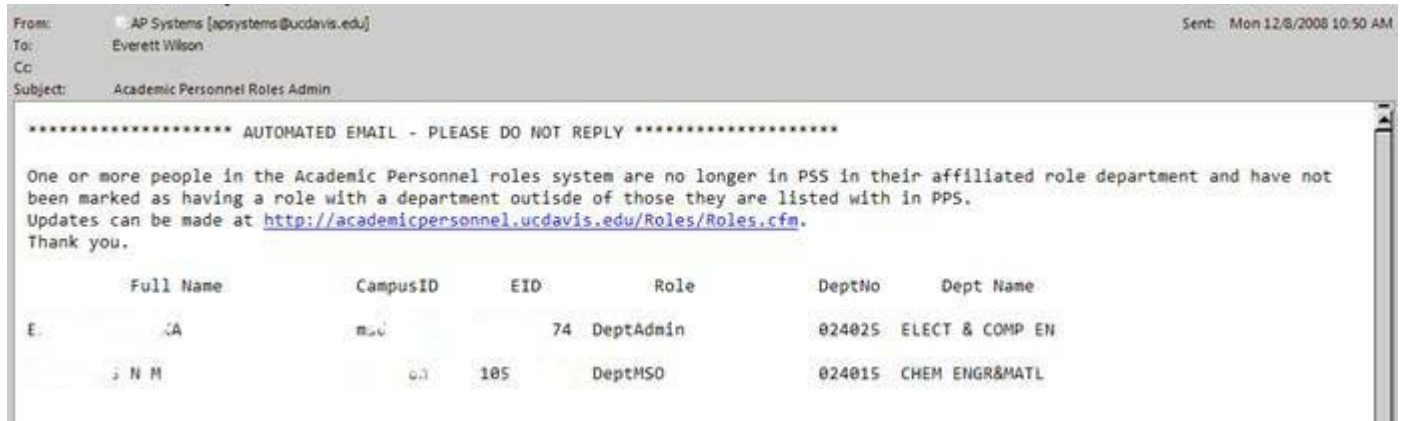 From: AP Systems [apsystems@ucdavis.edu] Sent: Mon 12/8/2008 10:50 AM
To: Everett Wilson
Cc
Subject: Academic Personnel Roles Admin
******************** AUTOMATED EMAIL - PLEASE DO NOT REPLY ********************
One or more people in the Academic Personnel roles system are no longer in PSS in their affiliated role department and have not
been marked as having a role with a department outisde of those they are listed with in PPS.
Updates can be made at http://academicpersonnel.ucdavis.edu/Roles/Roles.cfm.
Thank you.
Full Name CampusID EID Role DeptNo Dept Name
E. 74 DeptAdmin 024025 ELECT & COMP EN
N M 105 DeptMSO 024015 CHEM ENGR&MATL